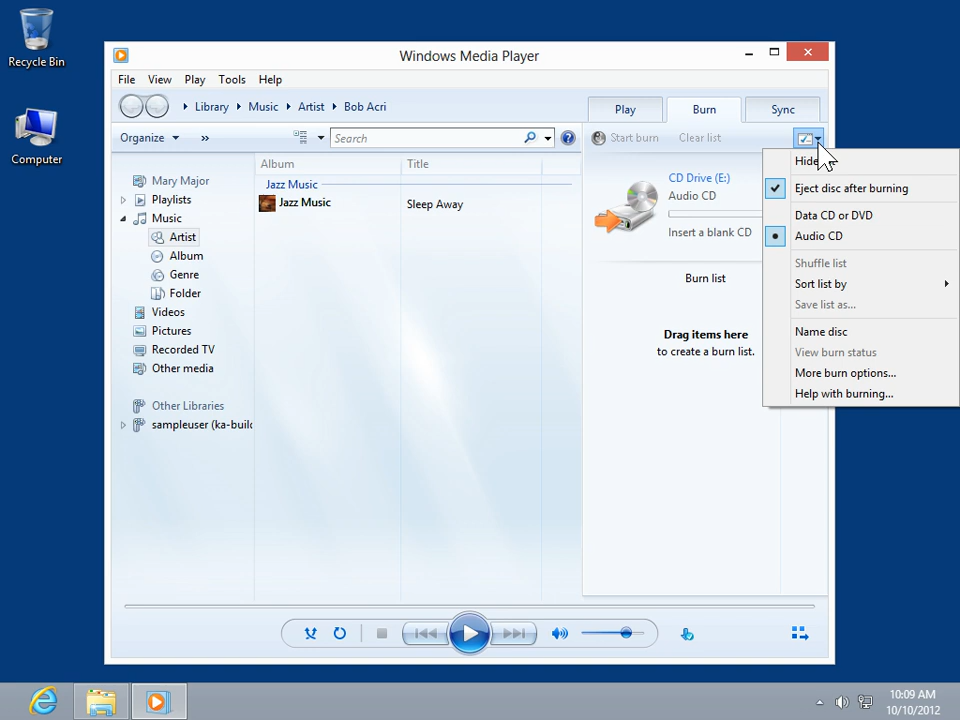 Recycle Bin
Computer
Windows Media Player
File View Play Tools Help
Library Music Artist Bob Acri
Play Burn Sync
Organize » Search
Start burn Clear list
Album Title
Mary Major
Playlists
Music
Artist
Album
Genre
Folder
Videos
Pictures
Recorded TV
Other media
Other Libraries
sampleuser (ka-build
Jazz Music
Jazz Music Sleep Away
CD Drive (E:)
Audio CD
Insert a blank CD
Burn list
Drag items here
to create a burn list.
Hide
Eject disc after burning
Data CD or DVD
Audio CD
Shuffle list
Sort list by
Save list as...
Name disc
View burn status
More burn options...
Help with burning...
10:09 AM
10/10/2012